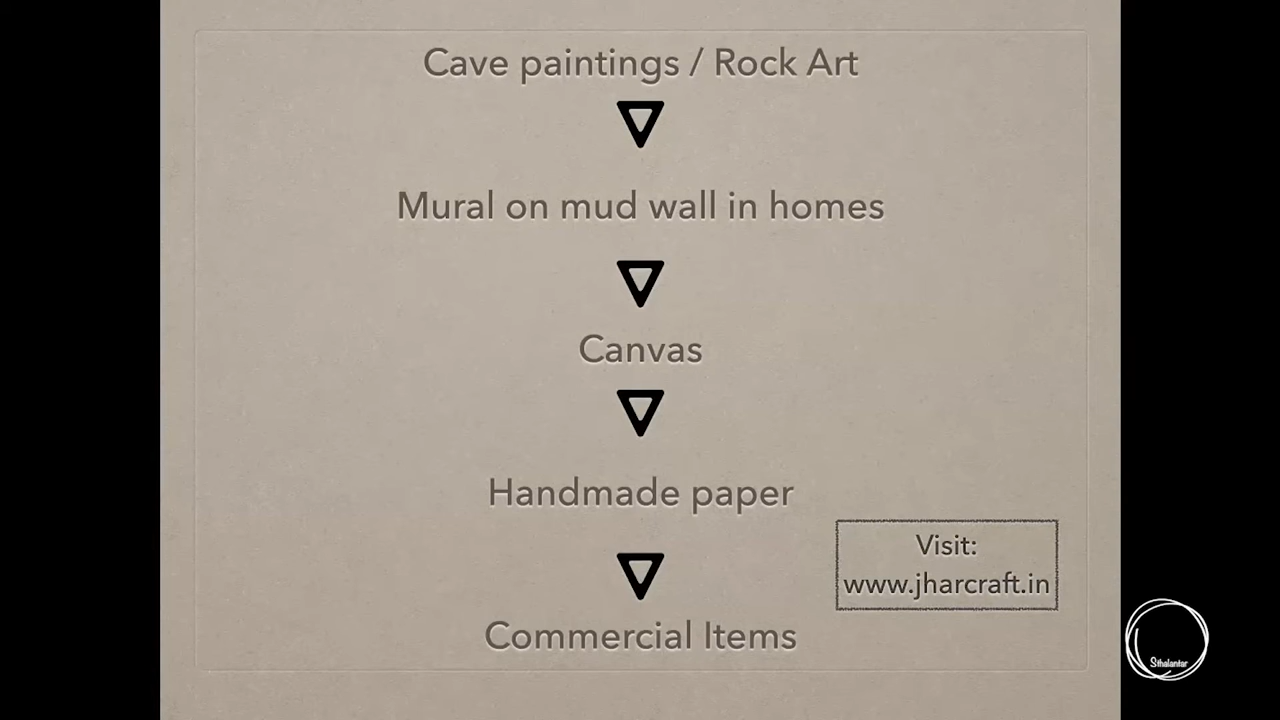 Cave paintings / Rock Art
Mural on mud wall in homes
Canvas
Handmade paper
Visit:
www.jharcraft.in
Commercial Items
Sthalantar